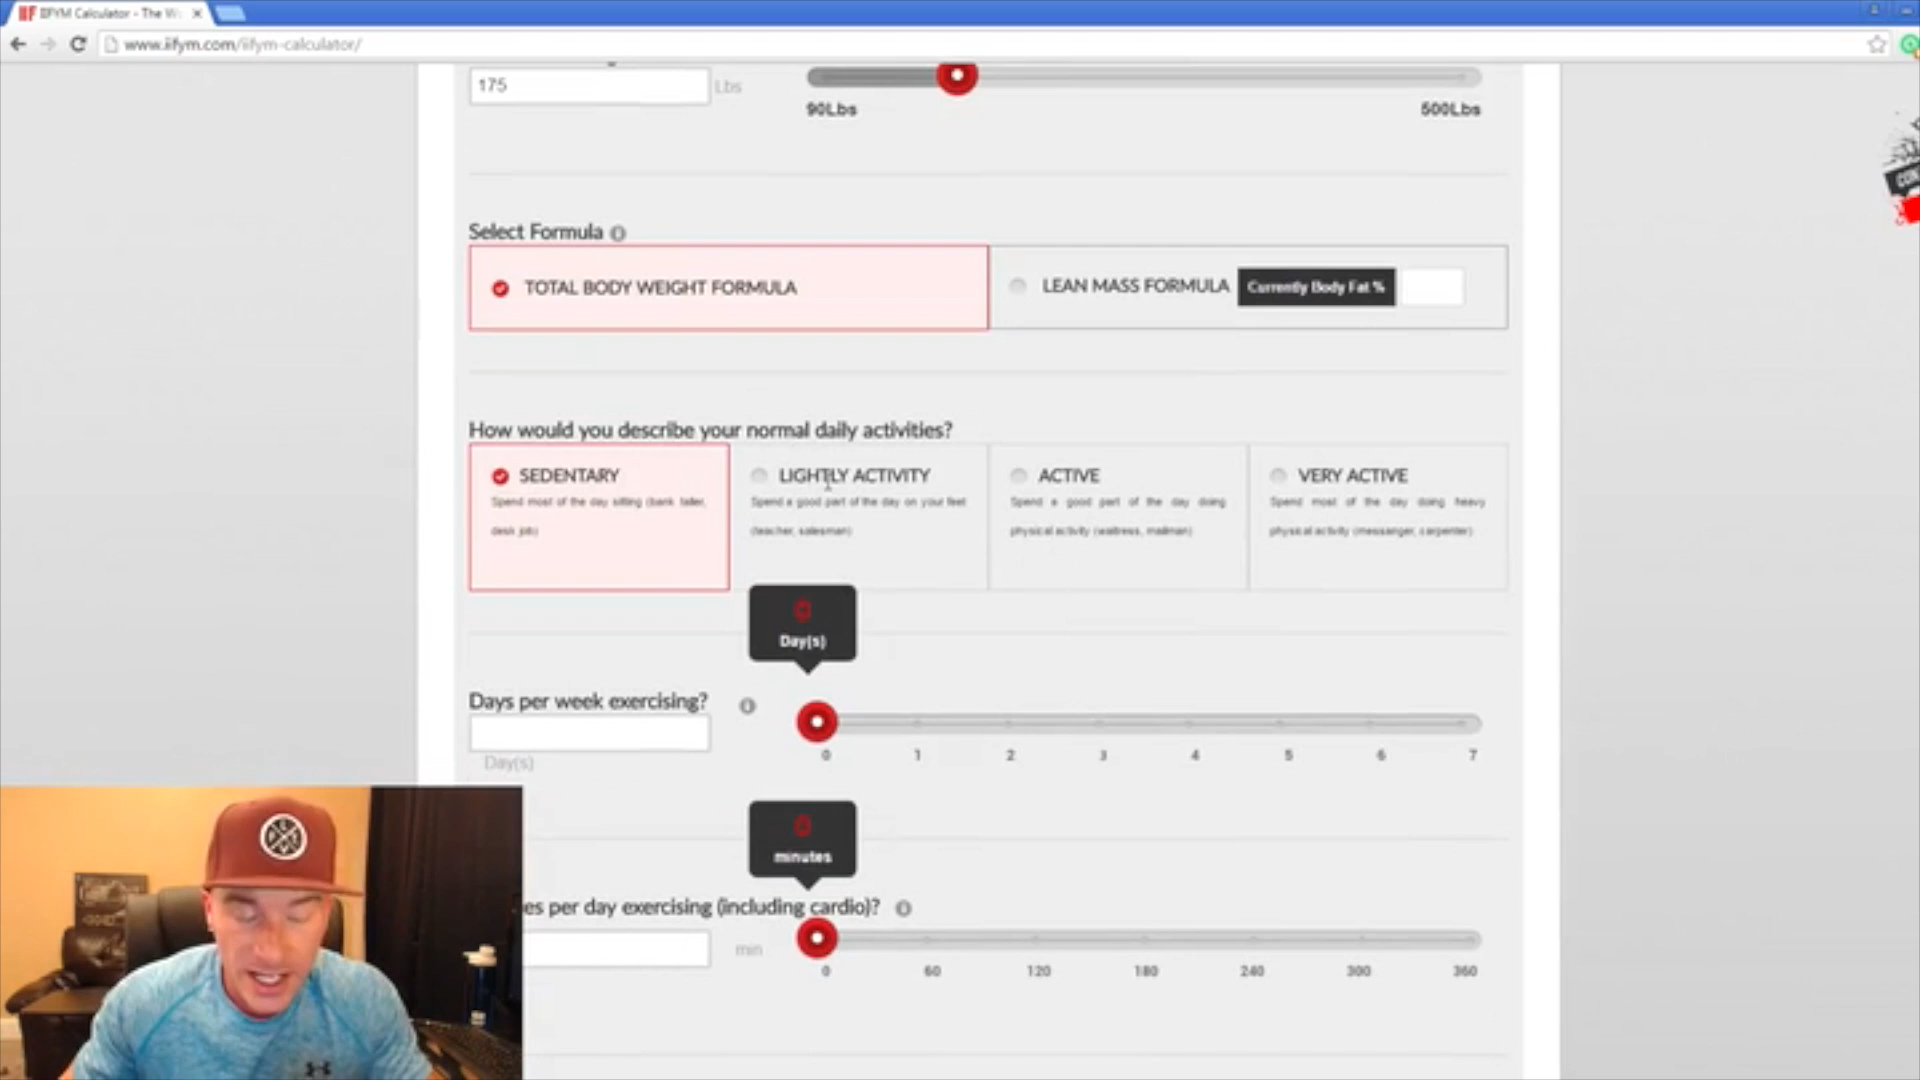 IIFYM Calculator - The W
www.iifym.com/iifym-calculator/
175 Lbs
90Lbs 500Lbs
Select Formula
TOTAL BODY WEIGHT FORMULA
LEAN MASS FORMULA Currently Body Fat %
How would you describe your normal daily activities?
SEDENTARY
Spend most of the day sitting (bank teller,
desk job)
LIGHTLY ACTIVITY
Spend a good part of the day on your feet
(teacher, salesman)
ACTIVE
Spend a good part of the day doing
physical activity (waitress, mailman)
VERY ACTIVE
Spend most of the day doing heavy
physical activity (messanger, carpenter)
0
Day(s)
Days per week exercising?
Day(s)
0 1 2 3 4 5 6 7
0
minutes
es per day exercising (including cardio)?
min
0 60 120 180 240 300 360